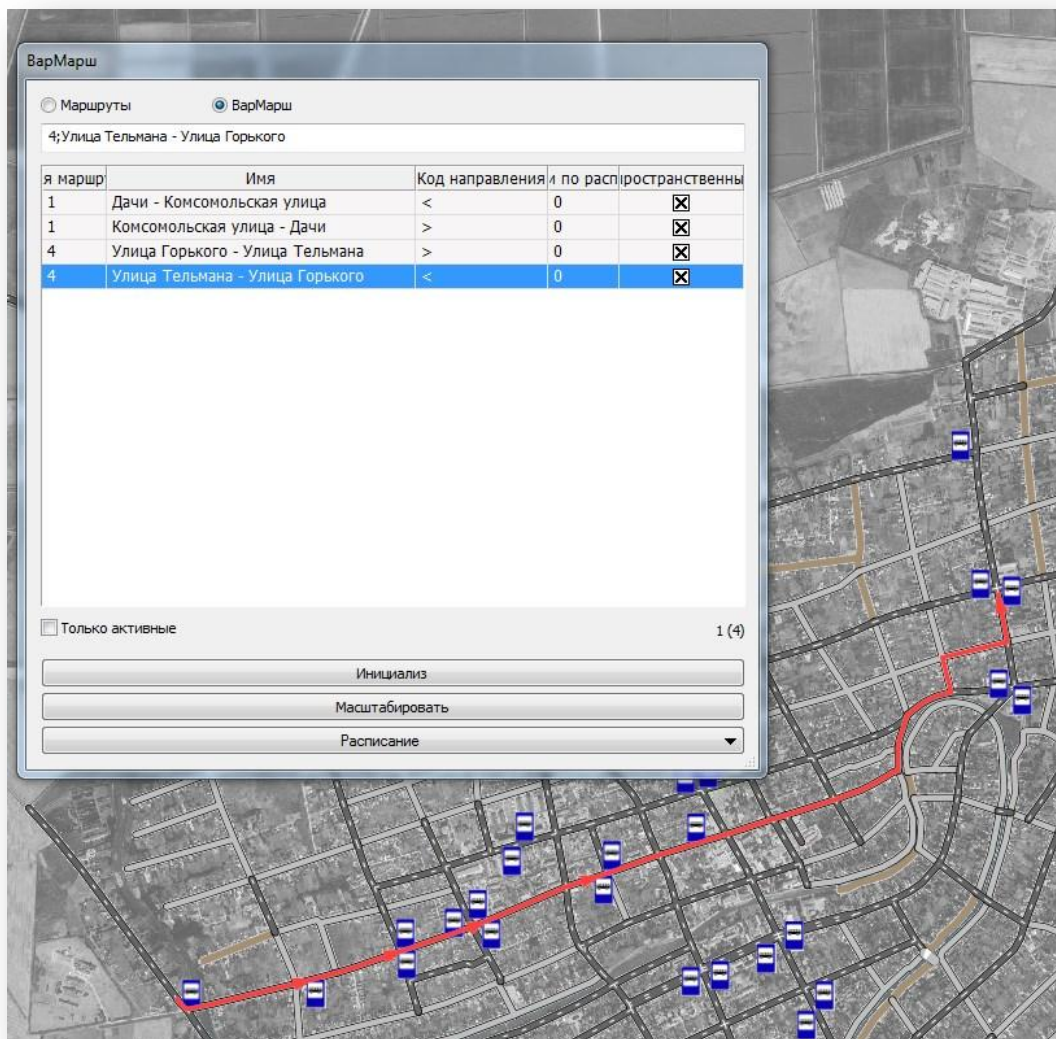 ВарМарш
Маршруты ВарМарш
4;Улица Тельмана - Улица Горького
я маршр Имя Код направления и по расп пространственны
1 Дачи - Комсомольская улица < 0
1 Комсомольская улица - Дачи > 0
4 Улица Горького - Улица Тельмана > 0
4 Улица Тельмана - Улица Горького < 0
Только активные 1 (4)
Инициализ
Масштабировать
Расписание